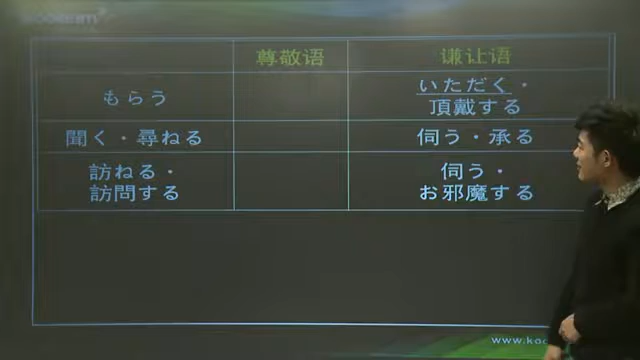 尊敬语 谦让语
もらう いただく・
頂戴する
聞く・尋ねる 伺う・承る
訪ねる・ 伺う・
訪問する お邪魔する
www.koo